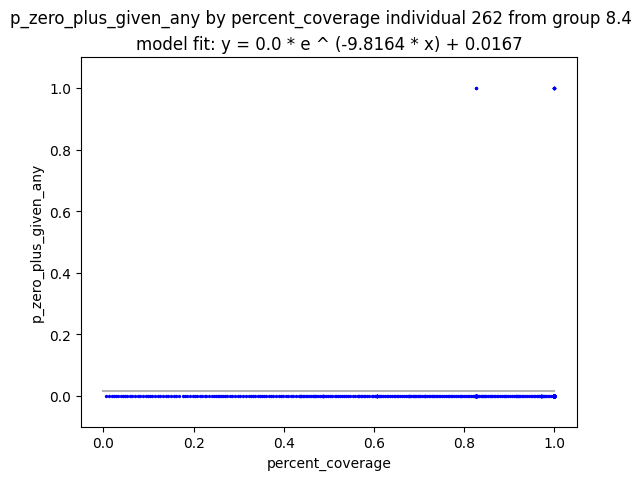 p_zero_plus_given_any by percent_coverage individual 262 from group 8.4
model fit: y = 0.0 * e ^ (-9.8164 * x) + 0.0167
1.0
0.8
0.6
0.4
0.2
0.0
p_zero_plus_given_any
0.0 0.2 0.4 0.6 0.8 1.0
percent_coverage